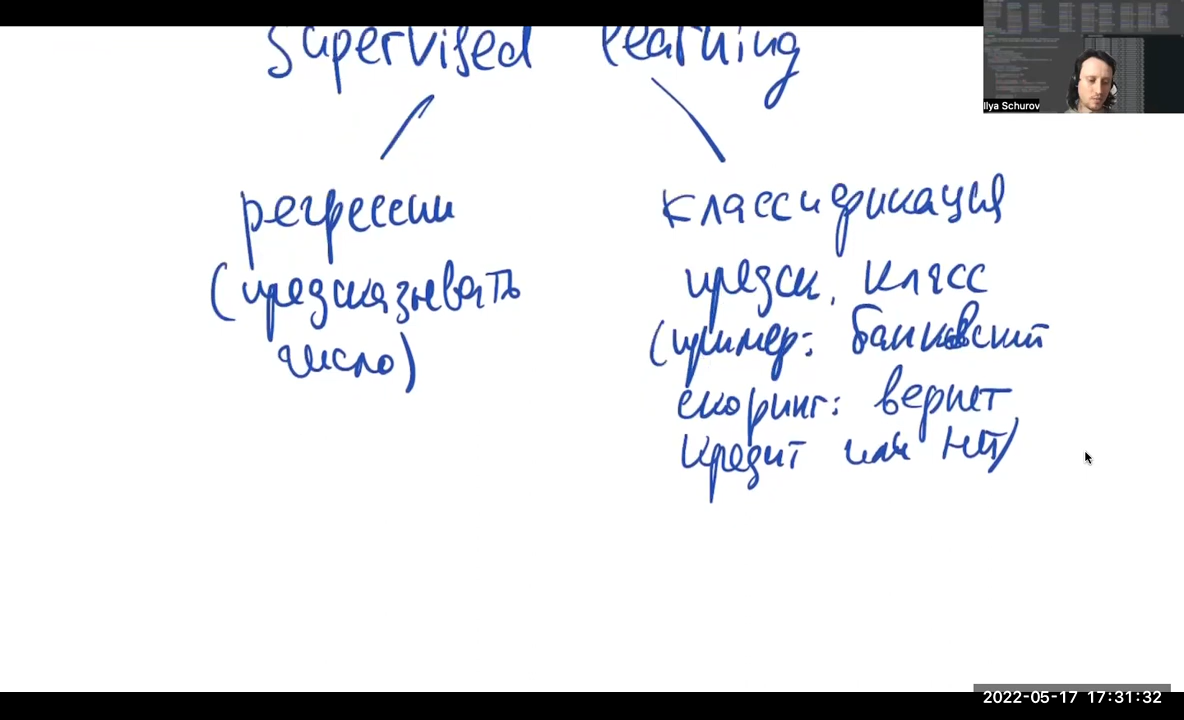 supervised learning
Ilya Schurov
регрессии
классификация
(предсказывать
число)
предск. класс
(пример: банковский
скоринг: вернет
кредит или нет)
2022-05-17 17:31:32